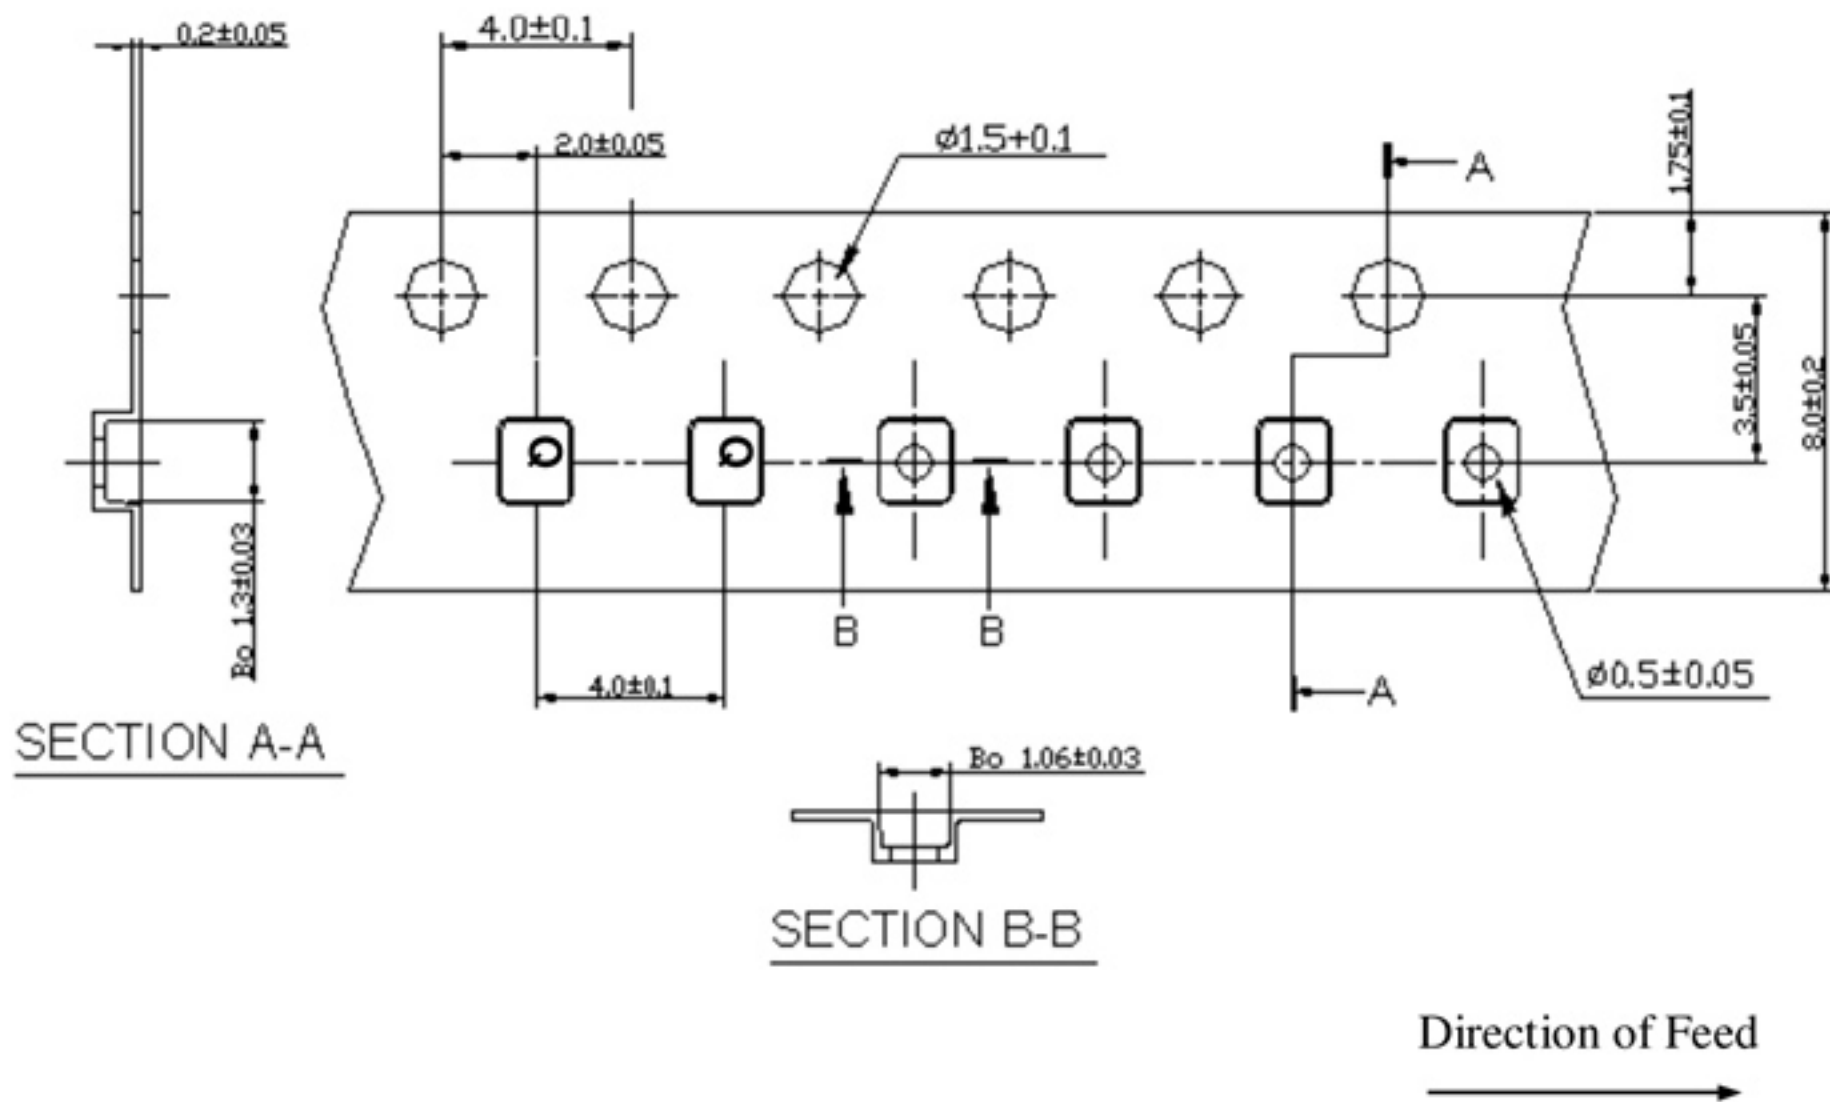 0.2±0.05
4.0±0.1
2.0±0.05
ø1.5+0.1
A
1.75±0.1
3.5±0.05
8.0±0.2
Q
Q
B
B
Bo 1.3±0.03
4.0±0.1
A
ø0.5±0.05
SECTION A-A
Bo 1.06±0.03
SECTION B-B
Direction of Feed